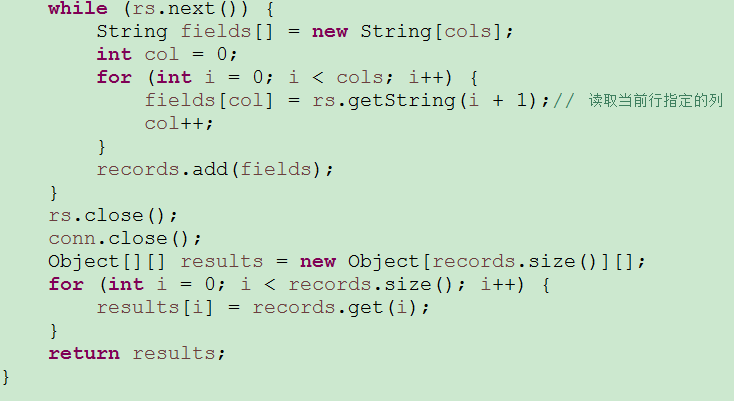 while (rs.next()) {
String fields[] = new String[cols];
int col = 0;
for (int i = 0; i < cols; i++) {
fields[col] = rs.getString(i + 1);// 读取当前行指定的列
col++;
}
records.add(fields);
}
rs.close();
conn.close();
Object[][] results = new Object[records.size()][];
for (int i = 0; i < records.size(); i++) {
results[i] = records.get(i);
}
return results;
}